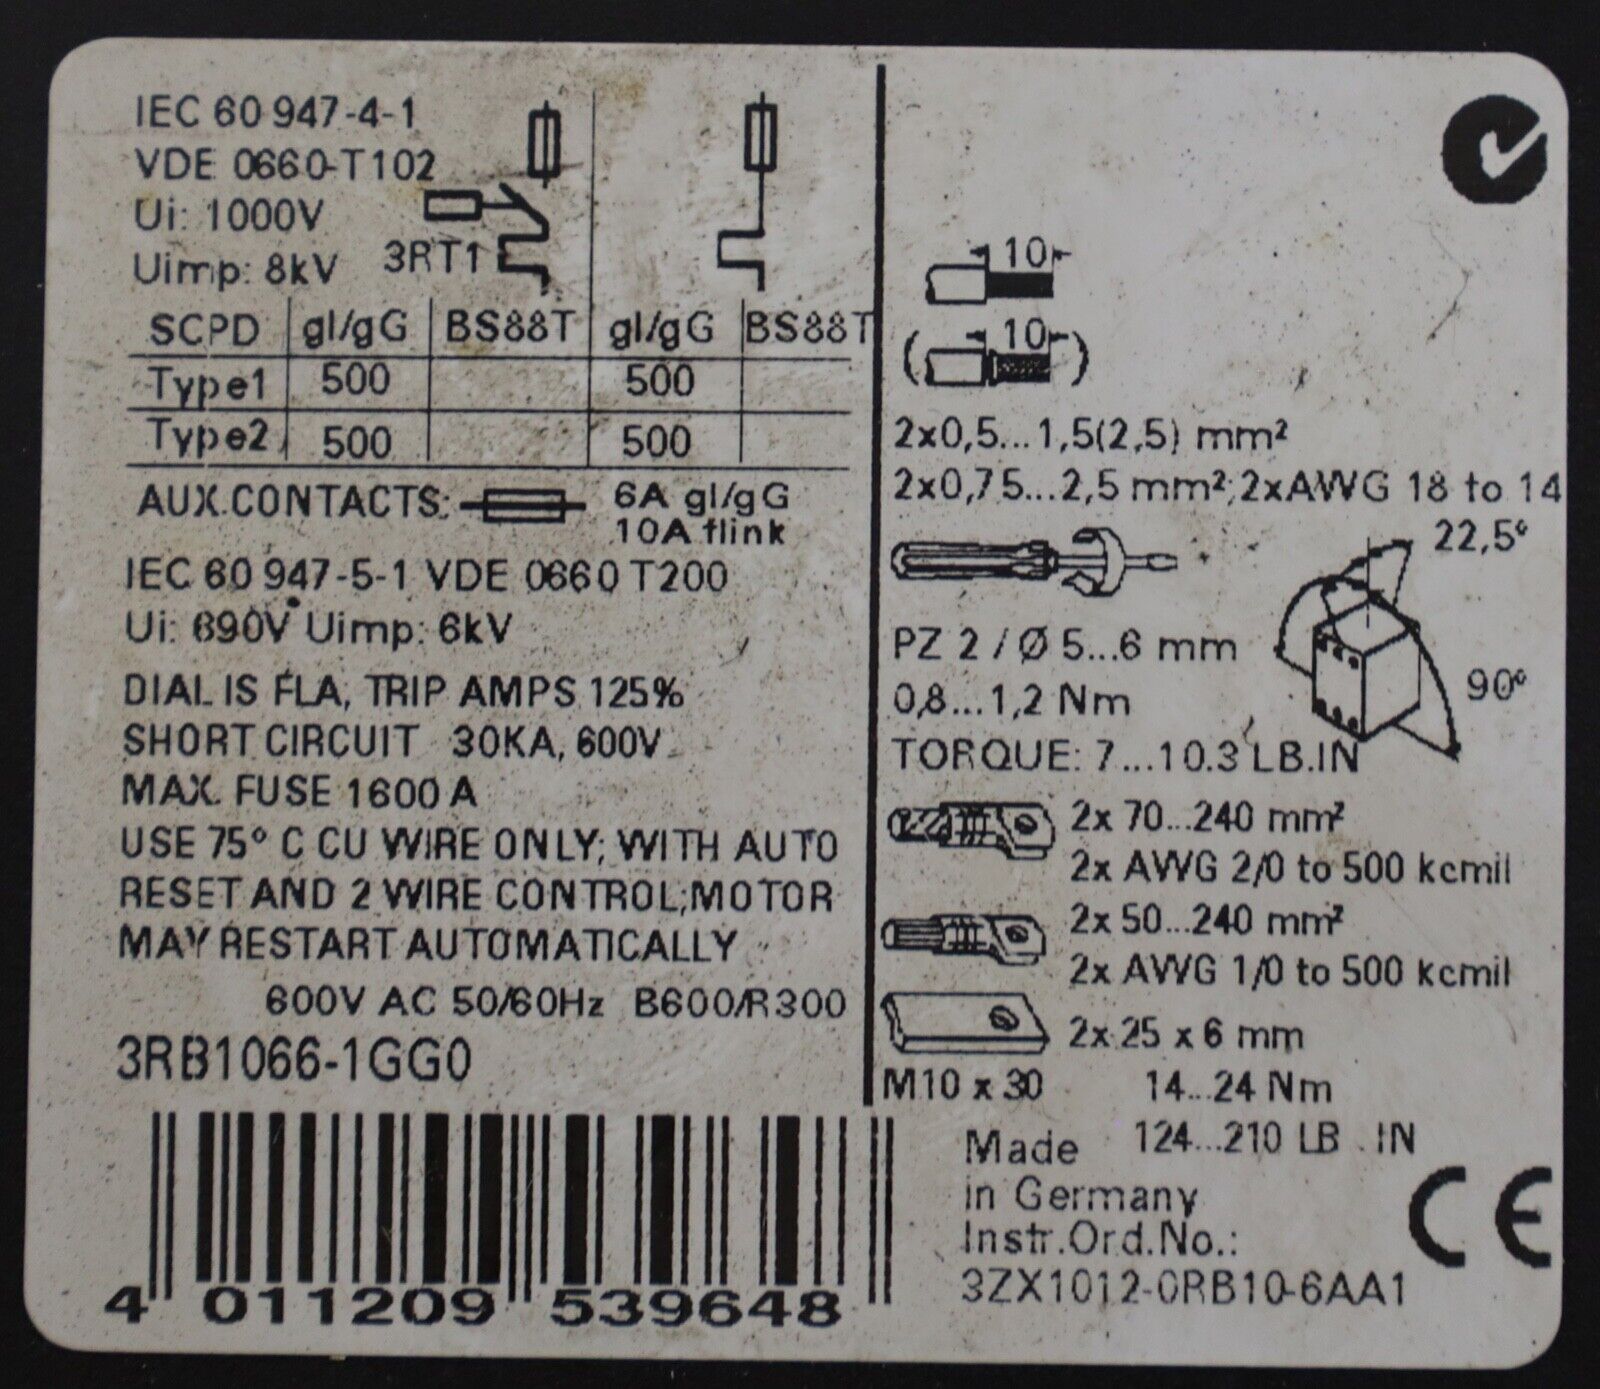 IEC 60 947-4-1
VDE 0660-T102
Ui: 1000V
Uimp: 8kV 3RT1
SCPD gl/gG BS88T gl/gG BS88T
Type1 500 500
Type2 500 500
AUX.CONTACTS: 6A gl/gG
10A flink
IEC 60 947-5-1 VDE 0660 T200
Ui: 690V Uimp: 6kV
DIAL IS FLA, TRIP AMPS 125%
SHORT CIRCUIT 30KA, 600V
MAX. FUSE 1600 A
USE 75° C CU WIRE ONLY; WITH AUTO
RESET AND 2 WIRE CONTROL;MOTOR
MAY RESTART AUTOMATICALLY
600V AC 50/60Hz B600/R300
3RB1066-1GG0
4 011209 539648
10
( 10 )
2x0,5...1,5(2,5) mm²
2x0,75...2,5 mm²;2xAWG 18 to 14
22,5°
PZ 2 / Ø 5...6 mm
90°
0,8...1,2 Nm
TORQUE: 7...10.3 LB.IN
2x 70...240 mm²
2x AWG 2/0 to 500 kcmil
2x 50...240 mm²
2x AWG 1/0 to 500 kcmil
2x 25 x 6 mm
M10 x 30 14...24 Nm
124...210 LB .IN
Made
in Germany
Instr.Ord.No.:
3ZX1012-0RB10-6AA1
CE